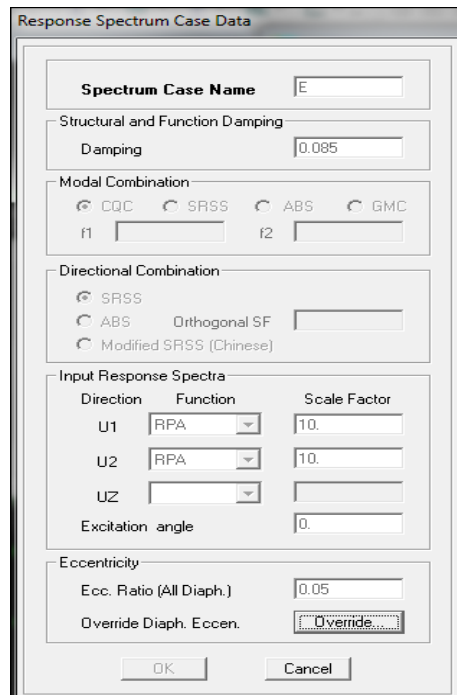 Response Spectrum Case Data
Spectrum Case Name E
Structural and Function Damping
Damping 0.085
Modal Combination
CQC SRSS ABS GMC
f1 f2
Directional Combination
SRSS
ABS Orthogonal SF
Modified SRSS (Chinese)
Input Response Spectra
Direction Function Scale Factor
U1 RPA 10.
U2 RPA 10.
UZ
Excitation angle 0.
Eccentricity
Ecc. Ratio (All Diaph.) 0.05
Override Diaph. Eccen. Override...
OK Cancel